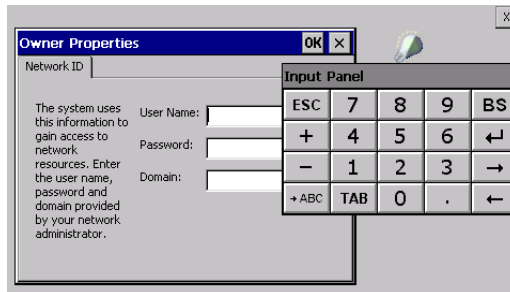 X
Owner Properties OK ×
Network ID
The system uses
this information to
gain access to
network
resources. Enter
the user name,
password and
domain provided
by your network
administrator.
User Name:
Password:
Domain:
Input Panel
ESC 7 8 9 BS
+ 4 5 6 ↵
− 1 2 3 →
→ABC TAB 0 . ←